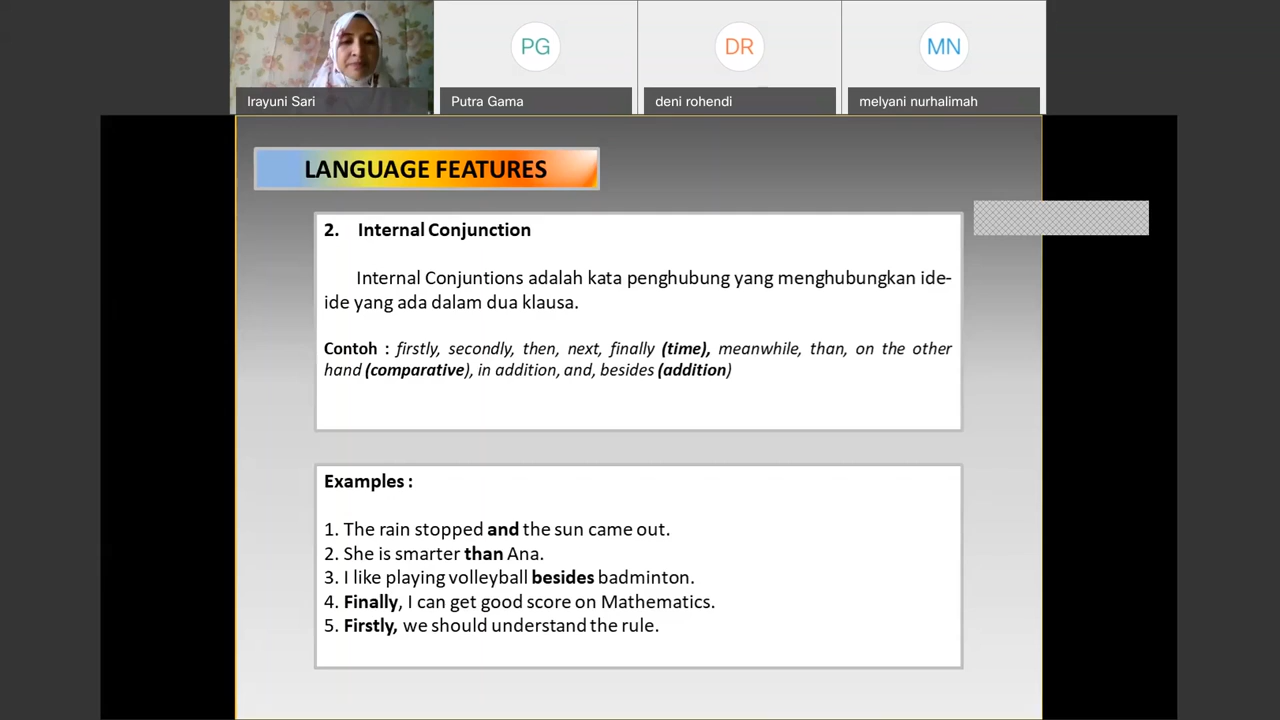 PG
DR
MN
Irayuni Sari
Putra Gama
deni rohendi
melyani nurhalimah
LANGUAGE FEATURES
2. Internal Conjunction
Internal Conjuntions adalah kata penghubung yang menghubungkan ide-
ide yang ada dalam dua klausa.
Contoh : firstly, secondly, then, next, finally (time), meanwhile, than, on the other
hand (comparative), in addition, and, besides (addition)
Examples :
1. The rain stopped and the sun came out.
2. She is smarter than Ana.
3. I like playing volleyball besides badminton.
4. Finally, I can get good score on Mathematics.
5. Firstly, we should understand the rule.